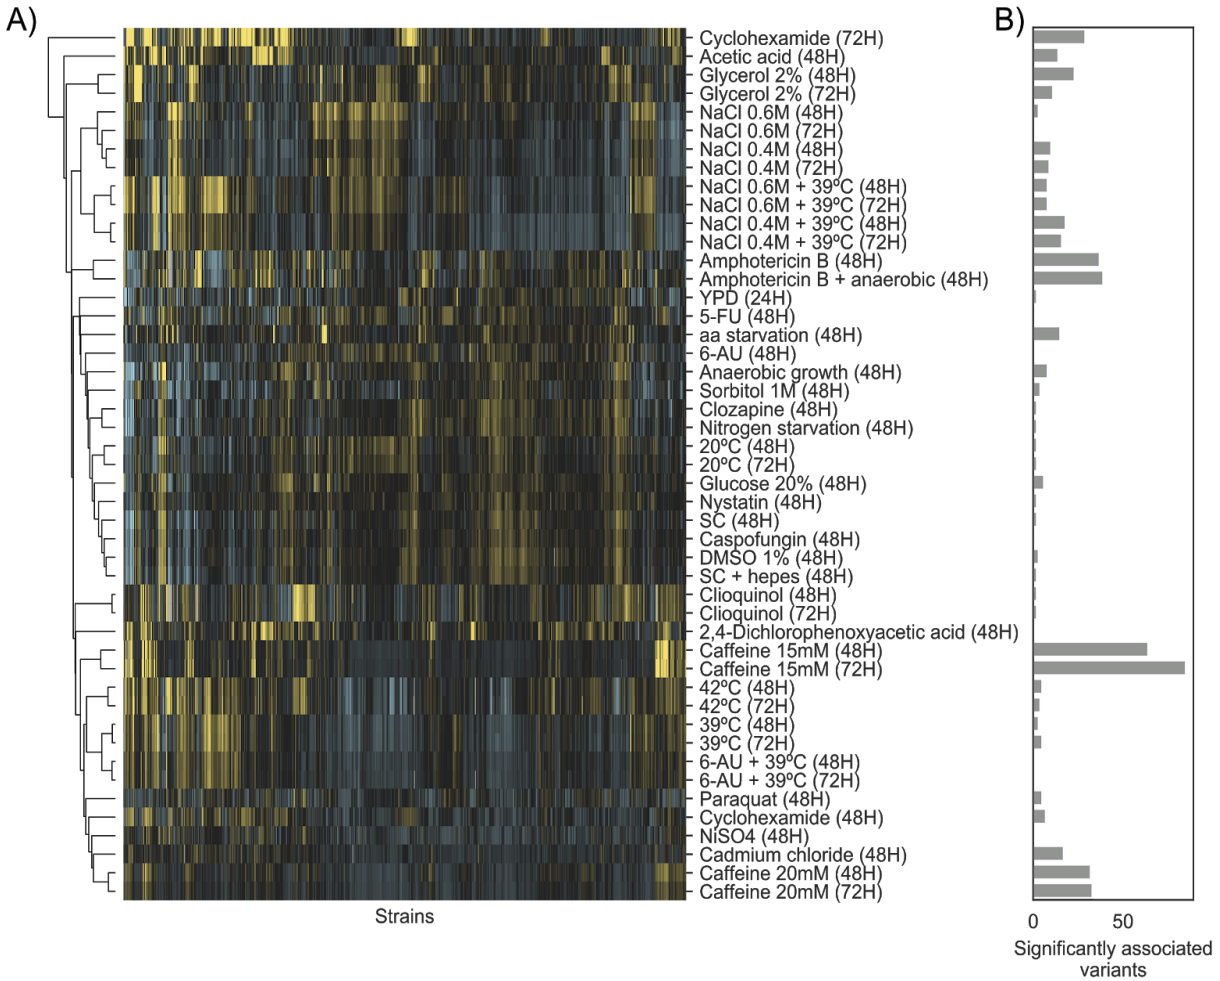 A)
B)
Cyclohexamide (72H)
Acetic acid (48H)
Glycerol 2% (48H)
Glycerol 2% (72H)
NaCl 0.6M (48H)
NaCl 0.6M (72H)
NaCl 0.4M (48H)
NaCl 0.4M (72H)
NaCl 0.6M + 39ºC (48H)
NaCl 0.6M + 39ºC (72H)
NaCl 0.4M + 39ºC (48H)
NaCl 0.4M + 39ºC (72H)
Amphotericin B (48H)
Amphotericin B + anaerobic (48H)
YPD (24H)
5-FU (48H)
aa starvation (48H)
6-AU (48H)
Anaerobic growth (48H)
Sorbitol 1M (48H)
Clozapine (48H)
Nitrogen starvation (48H)
20ºC (48H)
20ºC (72H)
Glucose 20% (48H)
Nystatin (48H)
SC (48H)
Caspofungin (48H)
DMSO 1% (48H)
SC + hepes (48H)
Clioquinol (48H)
Clioquinol (72H)
2,4-Dichlorophenoxyacetic acid (48H)
Caffeine 15mM (48H)
Caffeine 15mM (72H)
42ºC (48H)
42ºC (72H)
39ºC (48H)
39ºC (72H)
6-AU + 39ºC (48H)
6-AU + 39ºC (72H)
Paraquat (48H)
Cyclohexamide (48H)
NiSO4 (48H)
Cadmium chloride (48H)
Caffeine 20mM (48H)
Caffeine 20mM (72H)
Strains
0 50
Significantly associated
variants